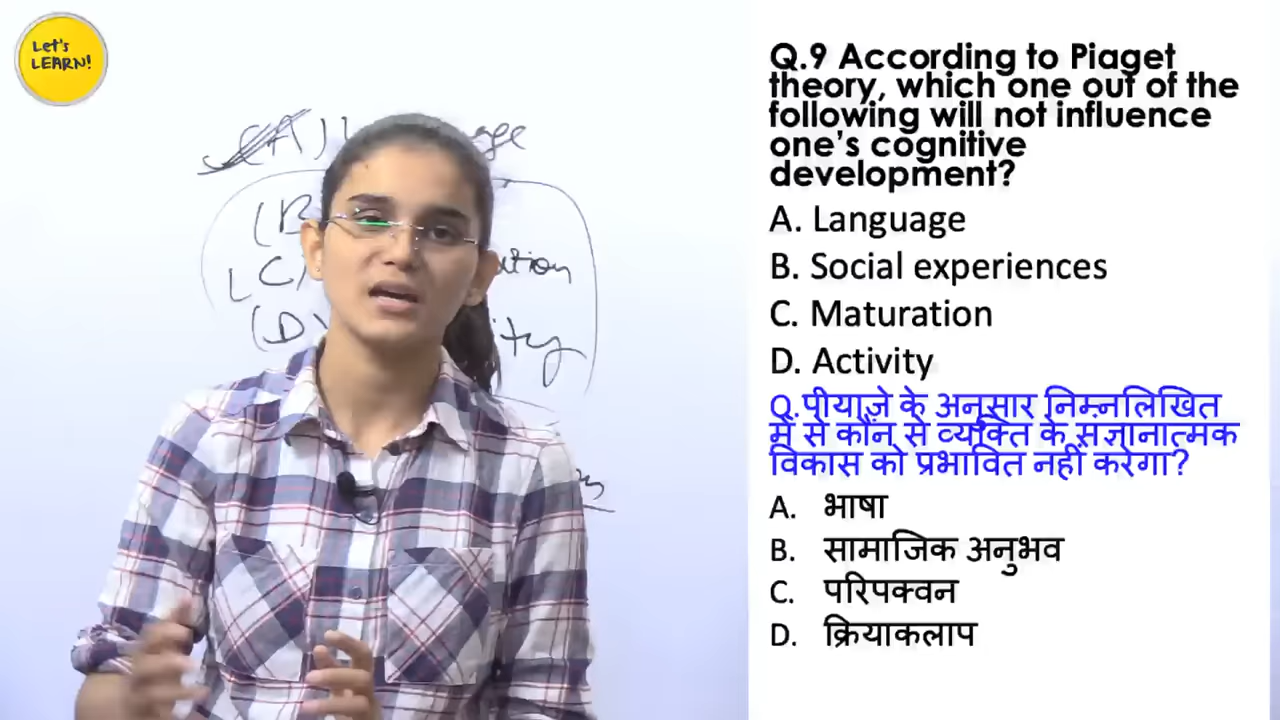 Let's
LEARN!
(A)
(B
(C)
(D)
Q.9 According to Piaget
theory, which one out of the
following will not influence
one's cognitive
development?
A. Language
B. Social experiences
C. Maturation
D. Activity
Q.पीयाज़े के अनुसार निम्नलिखित
में से कौन से व्यक्ति के संज्ञानात्मक
विकास को प्रभावित नहीं करेगा?
A. भाषा
B. सामाजिक अनुभव
C. परिपक्वन
D. क्रियाकलाप